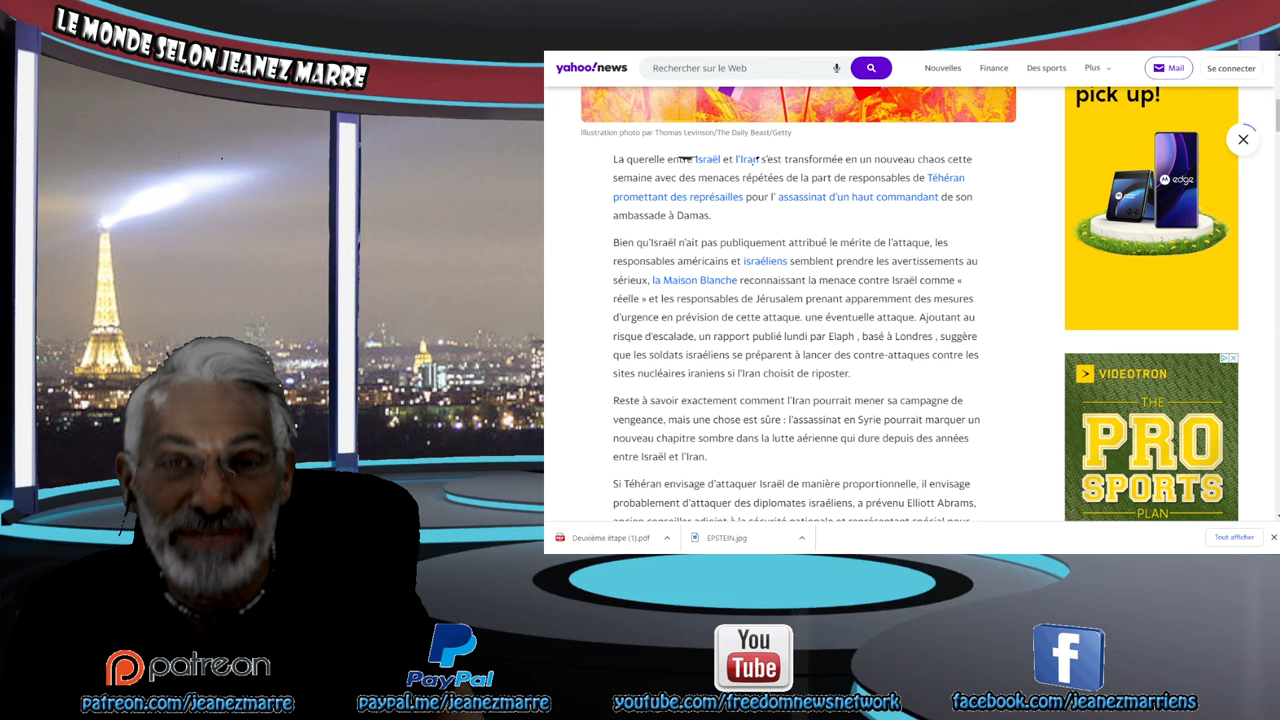 LE MONDE SELON JEANEZ MARRE
yahoo!news
Rechercher sur le Web
Nouvelles
Finance
Des sports
Plus
Mail
Se connecter
pick up!
Illustration photo par Thomas Levinson/The Daily Beast/Getty
La querelle entre Israël et l'Iran s'est transformée en un nouveau chaos cette
semaine avec des menaces répétées de la part de responsables de Téhéran
promettant des représailles pour l' assassinat d'un haut commandant de son
ambassade à Damas.
Bien qu'Israël n'ait pas publiquement attribué le mérite de l'attaque, les
responsables américains et israéliens semblent prendre les avertissements au
sérieux, la Maison Blanche reconnaissant la menace contre Israël comme «
réelle » et les responsables de Jérusalem prenant apparemment des mesures
d'urgence en prévision de cette attaque. une éventuelle attaque. Ajoutant au
risque d'escalade, un rapport publié lundi par Elaph , basé à Londres , suggère
que les soldats israéliens se préparent à lancer des contre-attaques contre les
sites nucléaires iraniens si l'Iran choisit de riposter.
Reste à savoir exactement comment l'Iran pourrait mener sa campagne de
vengeance, mais une chose est sûre : l'assassinat en Syrie pourrait marquer un
nouveau chapitre sombre dans la lutte aérienne qui dure depuis des années
entre Israël et l'Iran.
Si Téhéran envisage d'attaquer Israël de manière proportionnelle, il envisage
probablement d'attaquer des diplomates israéliens, a prévenu Elliott Abrams,
ancien conseiller adjoint à la sécurité nationale et représentant spécial pour
edge
VIDEOTRON
THE
PRO
SPORTS
PLAN
Deuxième étape (1).pdf
EPSTEIN.jpg
Tout afficher
patreon
PayPal
You
Tube
f
patreon.com/jeanezmarre
paypal.me/jeanezmarre
youtube.com/freedomnewsnetwork
facebook.com/jeanezmarriens